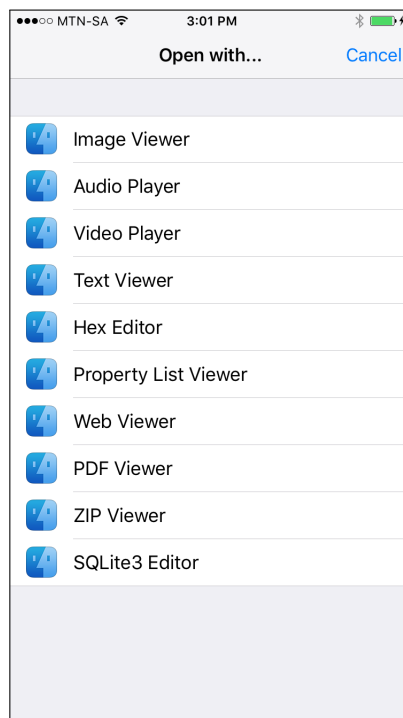 MTN-SA 3:01 PM
Open with... Cancel
Image Viewer
Audio Player
Video Player
Text Viewer
Hex Editor
Property List Viewer
Web Viewer
PDF Viewer
ZIP Viewer
SQLite3 Editor